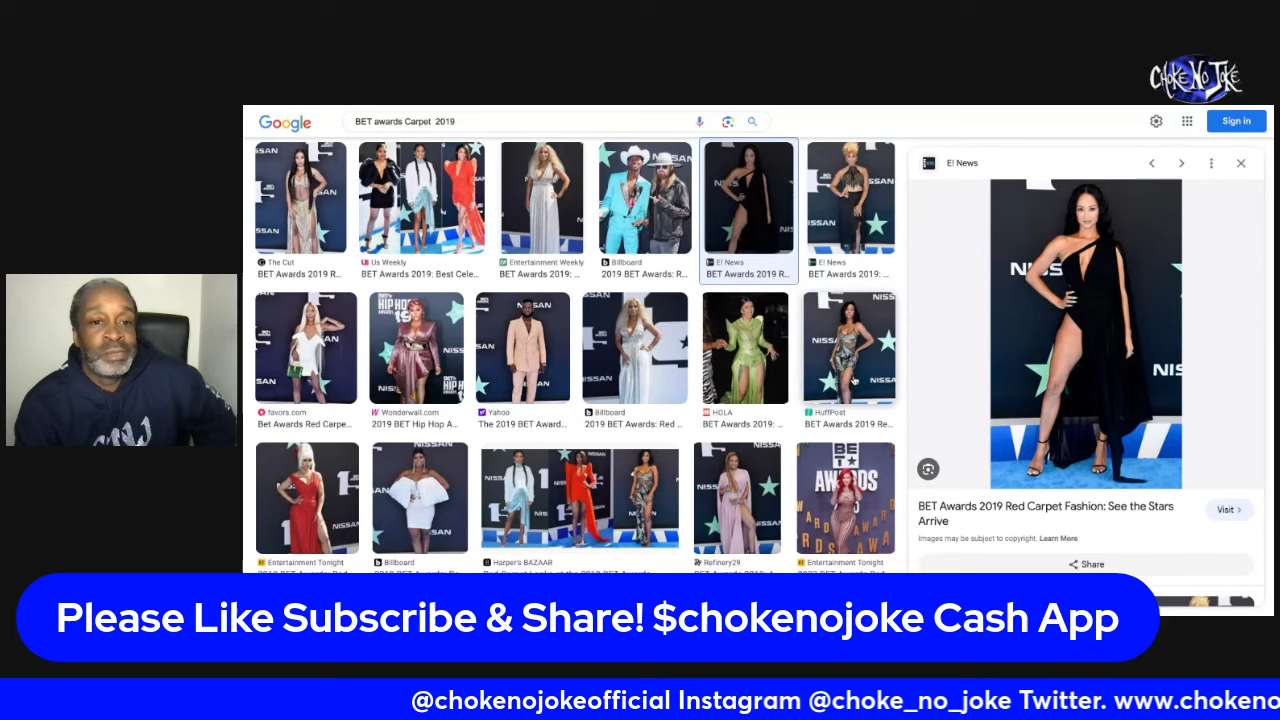 CHOKE NO JOKE
Google
BET awards Carpet 2019
Sign in
The Cut
BET Awards 2019 R...
Us Weekly
BET Awards 2019: Best Cele...
Entertainment Weekly
BET Awards 2019: ...
Billboard
2019 BET Awards: R...
E! News
BET Awards 2019 R...
E! News
BET Awards 2019: ...
E! News
NISSAN
BET Awards 2019 Red Carpet Fashion: See the Stars
Arrive
Visit
Images may be subject to copyright. Learn More
Share
favors.com
Bet Awards Red Carpe...
Wonderwall.com
2019 BET Hip Hop A...
Yahoo
The 2019 BET Award...
Billboard
2019 BET Awards: Red ...
HOLA
BET Awards 2019: ...
HuffPost
BET Awards 2019 Re...
Entertainment Tonight
Billboard
Harper's BAZAAR
Refinery29
Entertainment Tonight
Please Like Subscribe & Share! $chokenojoke Cash App
@chokenojokeofficial Instagram @choke_no_joke Twitter. www.chokeno